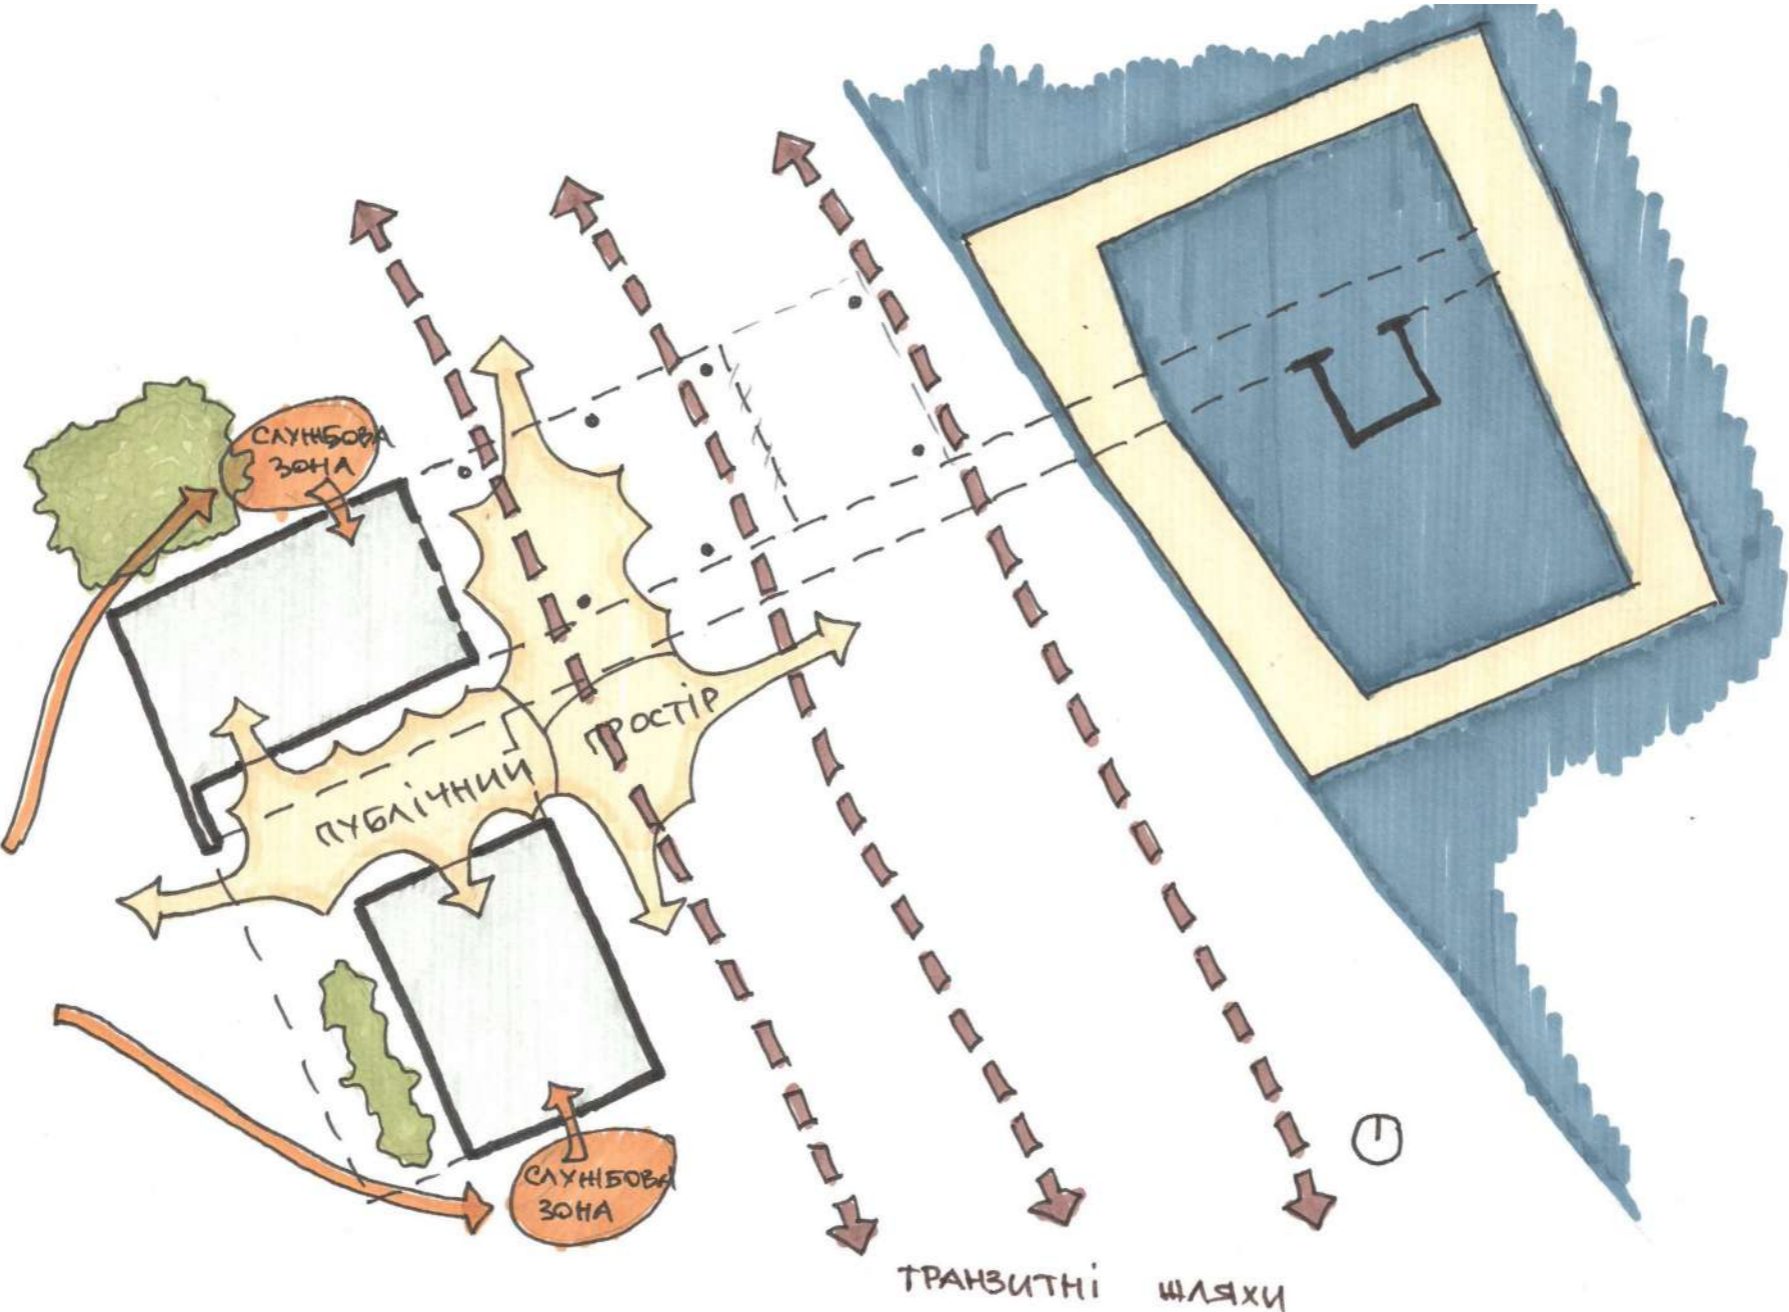 СЛУЖБОВА
ЗОНА
ПУБЛІЧНИЙ ПРОСТІР
СЛУЖБОВА
ЗОНА
ТРАНЗИТНІ ШЛЯХИ